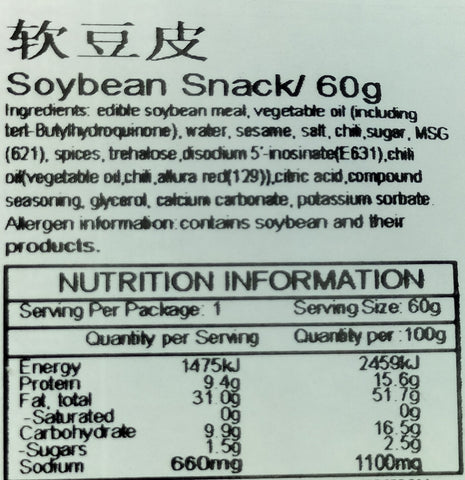 软豆皮
Soybean Snack/ 60g
Ingredients: edible soybean meal, vegetable oil (including
tert-Butylhydroquinone), water, sesame, salt, chili,sugar, MSG
(621), spices, trehalose,disodium 5'-inosinate(E631),chili
oil(vegetable oil,chili,allura red(129)),citric acid,compound
seasoning, glycerol, calcium carbonate, potassium sorbate.
Allergen information:contains soybean and their
products.
NUTRITION INFORMATION
Serving Per Package: 1 Serving Size: 60g
Quantity per Serving Quantity per :100g
Energy 1475kJ 2459kJ
Protein 9.4g 15.6g
Fat, total 31.0g 51.7g
-Saturated 0g 0g
Carbohydrate 9.9g 16.5g
-Sugars 1.5g 2.5g
Sodium 660mg 1100mg